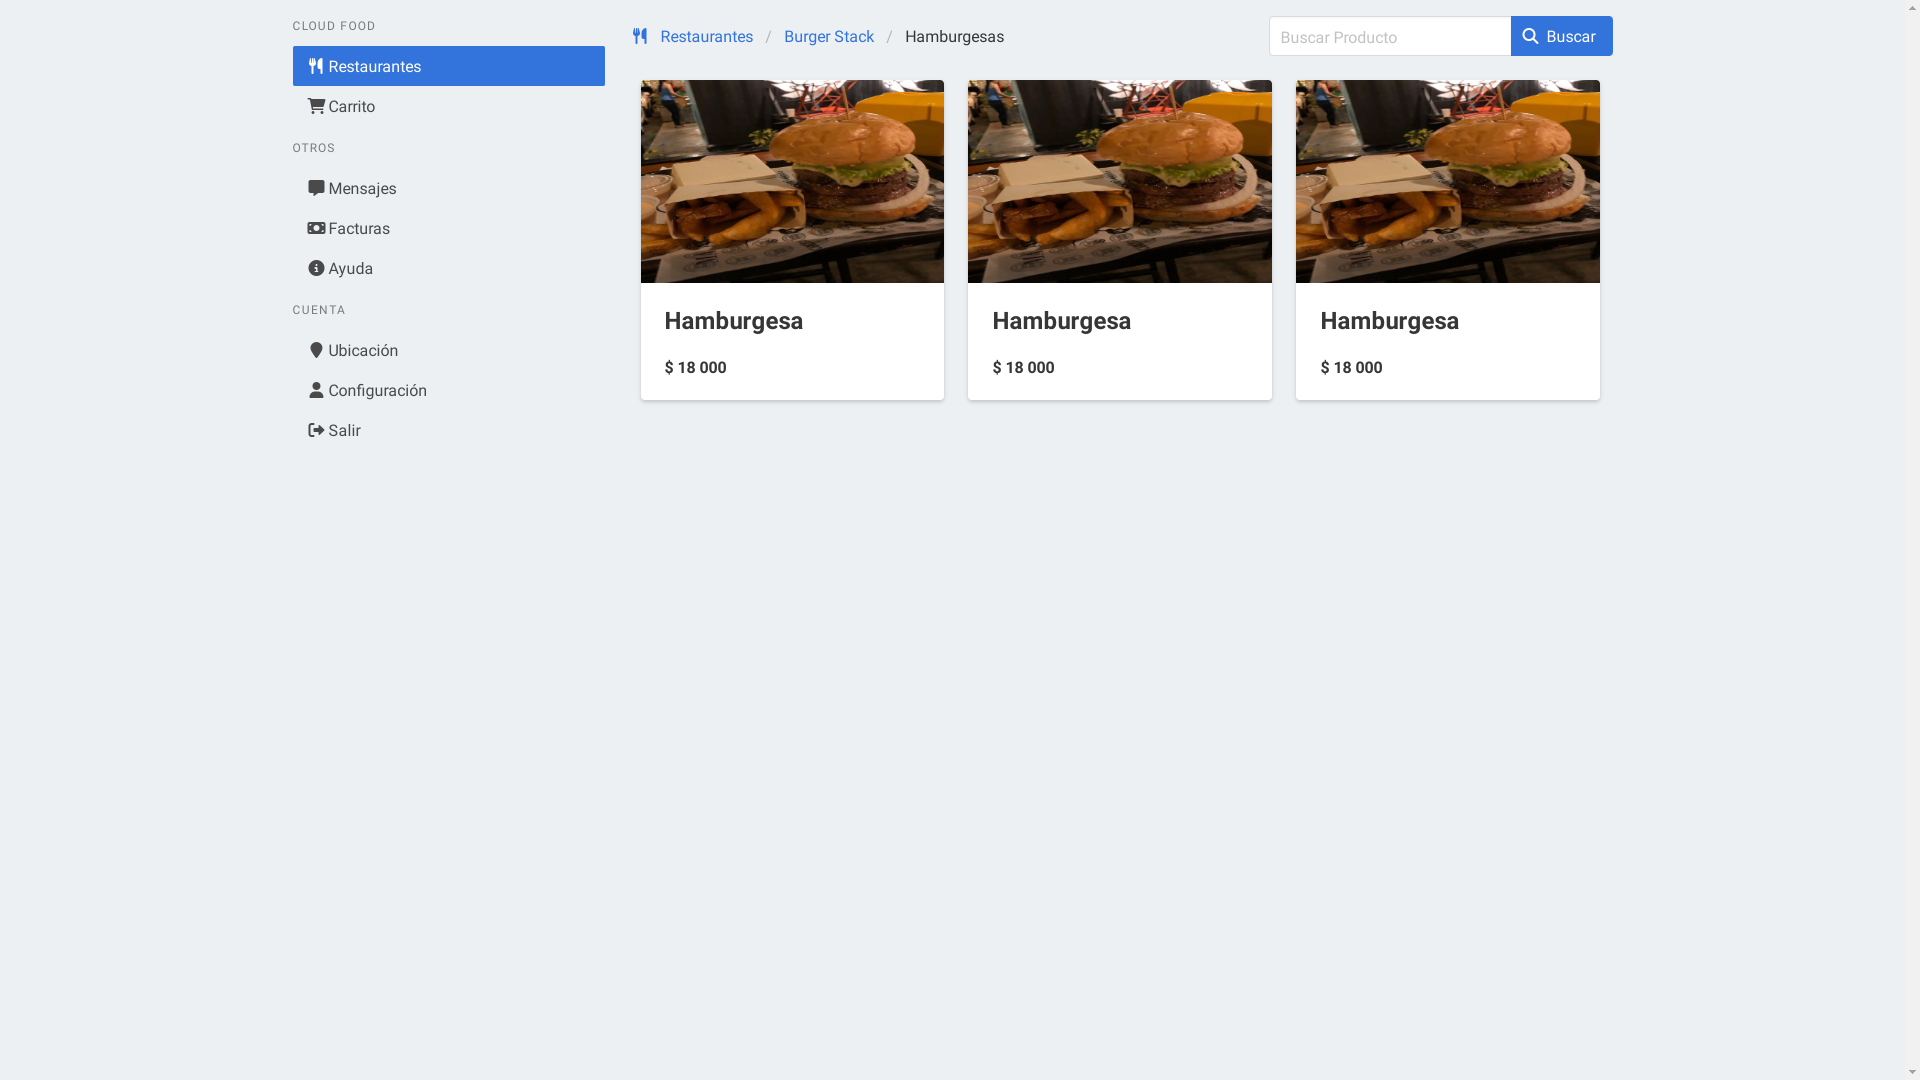 CLOUD FOOD
Restaurantes
Carrito
OTROS
Mensajes
Facturas
Ayuda
CUENTA
Ubicación
Configuración
Salir
Restaurantes / Burger Stack / Hamburgesas
Buscar Producto
Buscar
Hamburgesa
$ 18 000
Hamburgesa
$ 18 000
Hamburgesa
$ 18 000